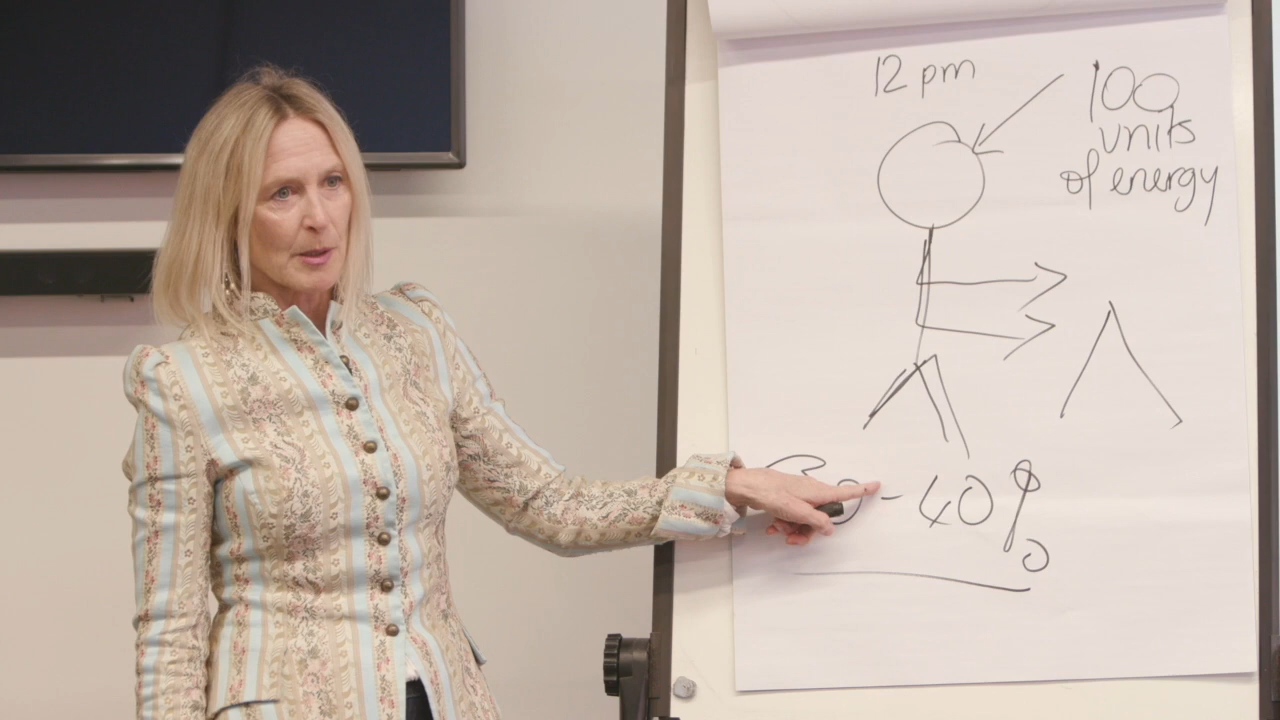 12 pm
100
units
of energy
- 40%